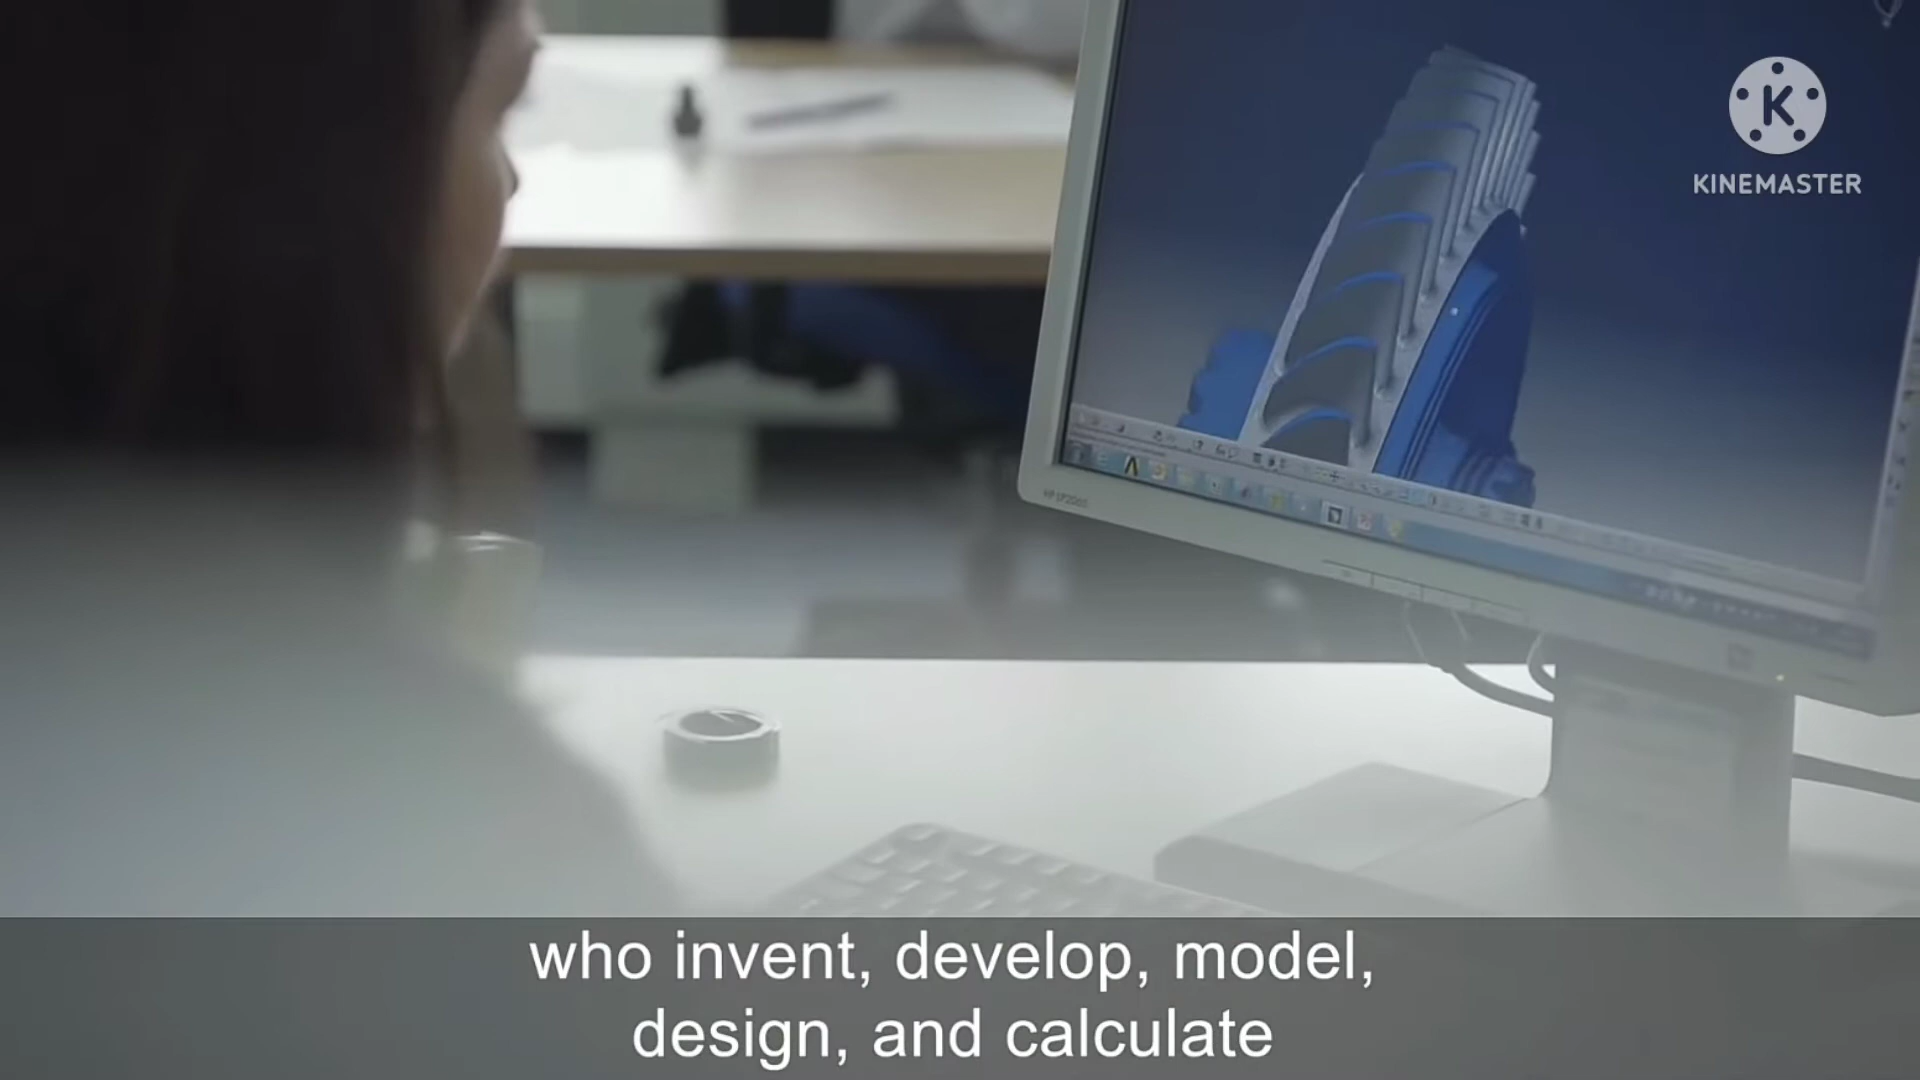 K
KINEMASTER
who invent, develop, model,
design, and calculate